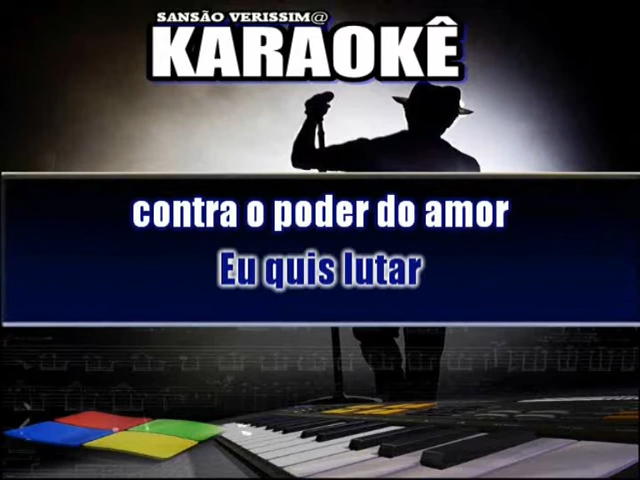 SANSÃO VERISSIM@
KARAOKÊ
contra o poder do amor
Eu quis lutar